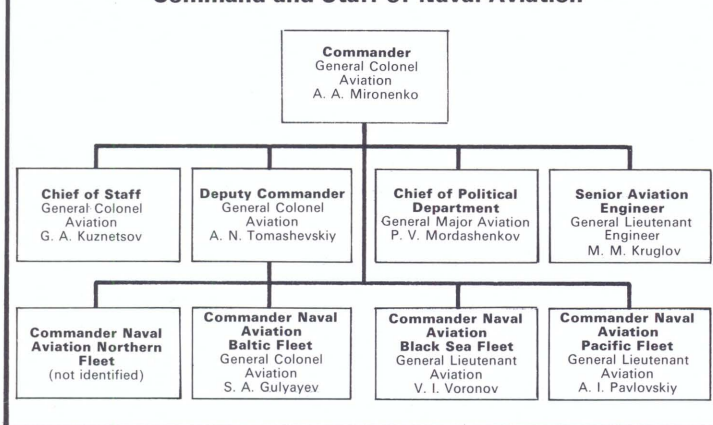 Command and Staff of Naval Aviation
Commander
General Colonel
Aviation
A. A. Mironenko
Chief of Staff
General Colonel
Aviation
G. A. Kuznetsov
Deputy Commander
General Colonel
Aviation
A. N. Tomashevskiy
Chief of Political
Department
General Major Aviation
P. V. Mordashenkov
Senior Aviation
Engineer
General Lieutenant
Engineer
M. M. Kruglov
Commander Naval
Aviation Northern
Fleet
(not identified)
Commander Naval
Aviation
Baltic Fleet
General Colonel
Aviation
S. A. Gulyayev
Commander Naval
Aviation
Black Sea Fleet
General Lieutenant
Aviation
V. I. Voronov
Commander Naval
Aviation
Pacific Fleet
General Lieutenant
Aviation
A. I. Pavlovskiy